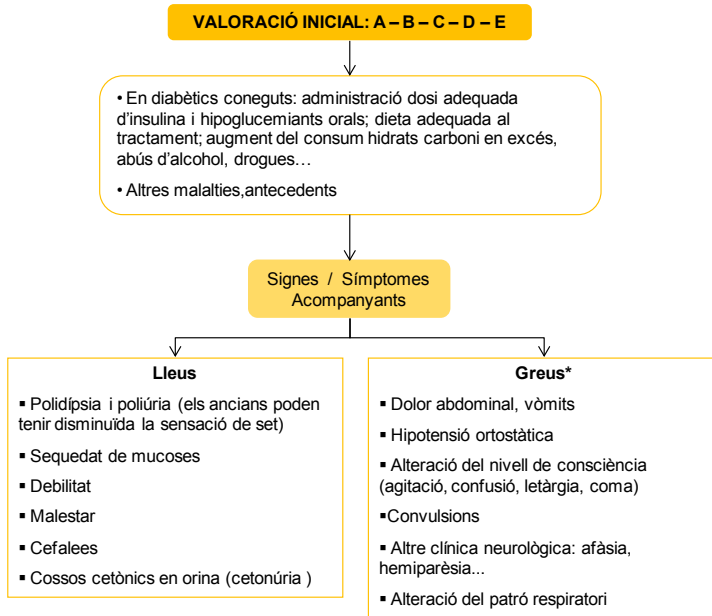 VALORACIÓ INICIAL: A – B – C – D – E
• En diabètics coneguts: administració dosi adequada
d'insulina i hipoglucemiants orals; dieta adequada al
tractament; augment del consum hidrats carboni en excés,
abús d'alcohol, drogues…
• Altres malalties,antecedents
Signes / Símptomes
Acompanyants
Lleus
▪ Polidípsia i poliúria (els ancians poden
tenir disminuïda la sensació de set)
▪ Sequedat de mucoses
▪ Debilitat
▪ Malestar
▪ Cefalees
▪ Cossos cetònics en orina (cetonúria )
Greus*
▪ Dolor abdominal, vòmits
▪ Hipotensió ortostàtica
▪ Alteració del nivell de consciència
(agitació, confusió, letàrgia, coma)
▪Convulsions
▪ Altre clínica neurològica: afàsia,
hemiparèsia...
▪ Alteració del patró respiratori